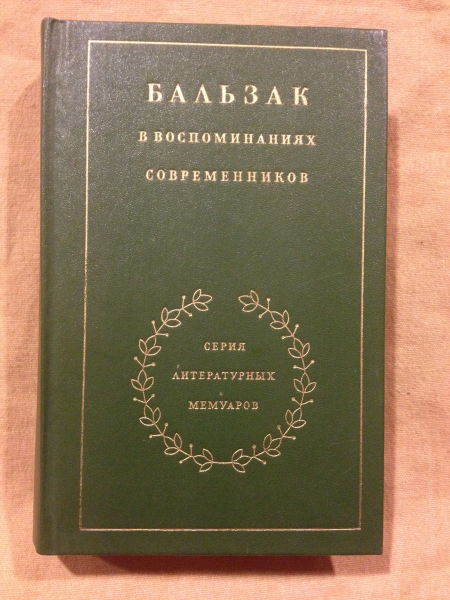 БАЛЬЗАК
В ВОСПОМИНАНИЯХ
СОВРЕМЕННИКОВ
СЕРИЯ
ЛИТЕРАТУРНЫХ
МЕМУАРОВ